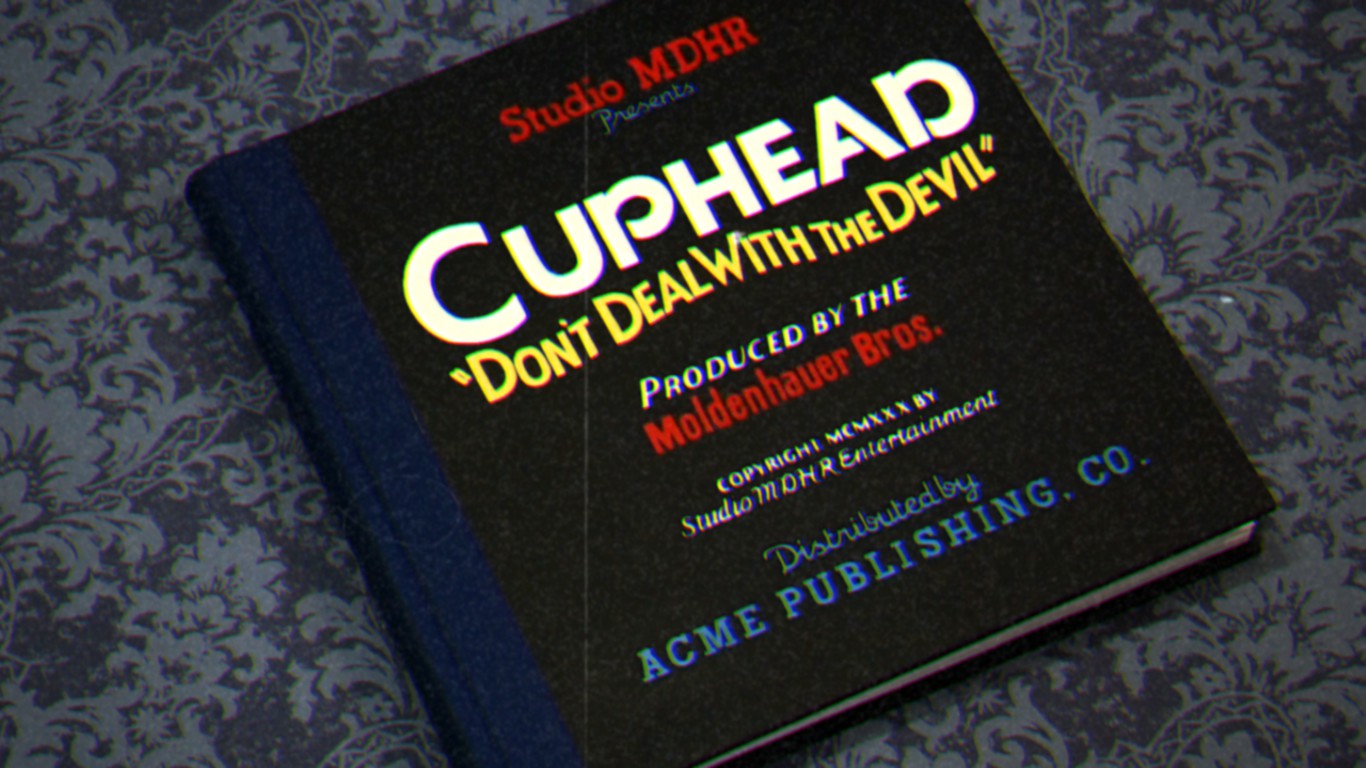 Studio MDHR
Presents
CUPHEAD
"DON'T DEAL WITH THE DEVIL"
PRODUCED BY THE
Moldenhauer Bros.
COPYRIGHT MCMXXX BY
Studio MDHR Entertainment
Distributed by
ACME PUBLISHING. CO.